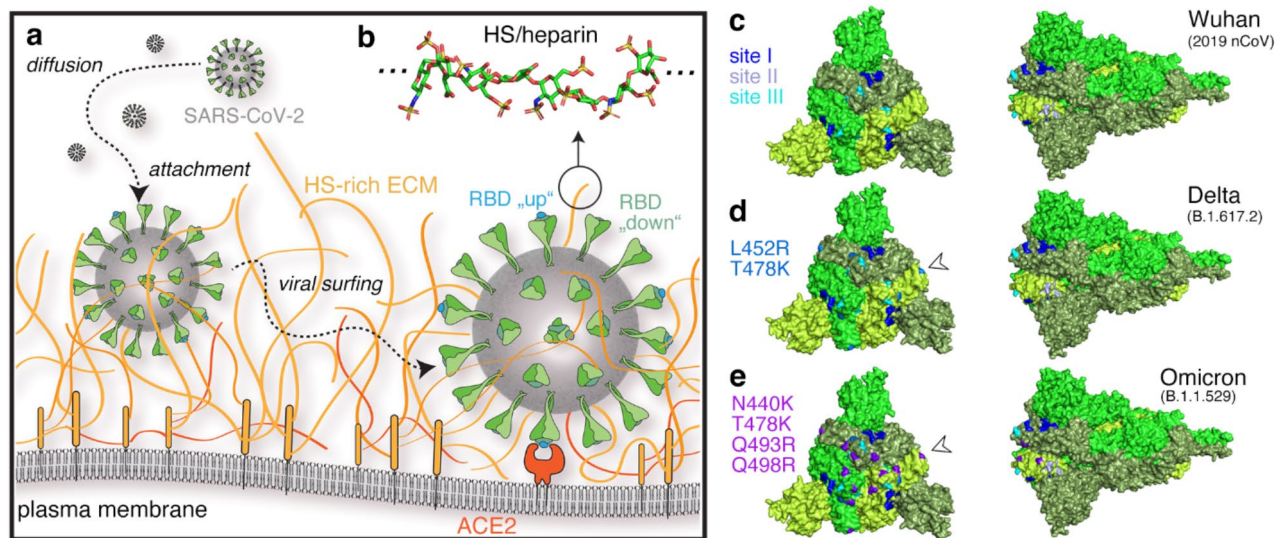 a
diffusion
SARS-CoV-2
attachment
HS-rich ECM
RBD „up“
RBD
„down“
viral surfing
plasma membrane
ACE2
b
HS/heparin
c
site I
site II
site III
Wuhan
(2019 nCoV)
d
L452R
T478K
Delta
(B.1.617.2)
e
N440K
T478K
Q493R
Q498R
Omicron
(B.1.1.529)